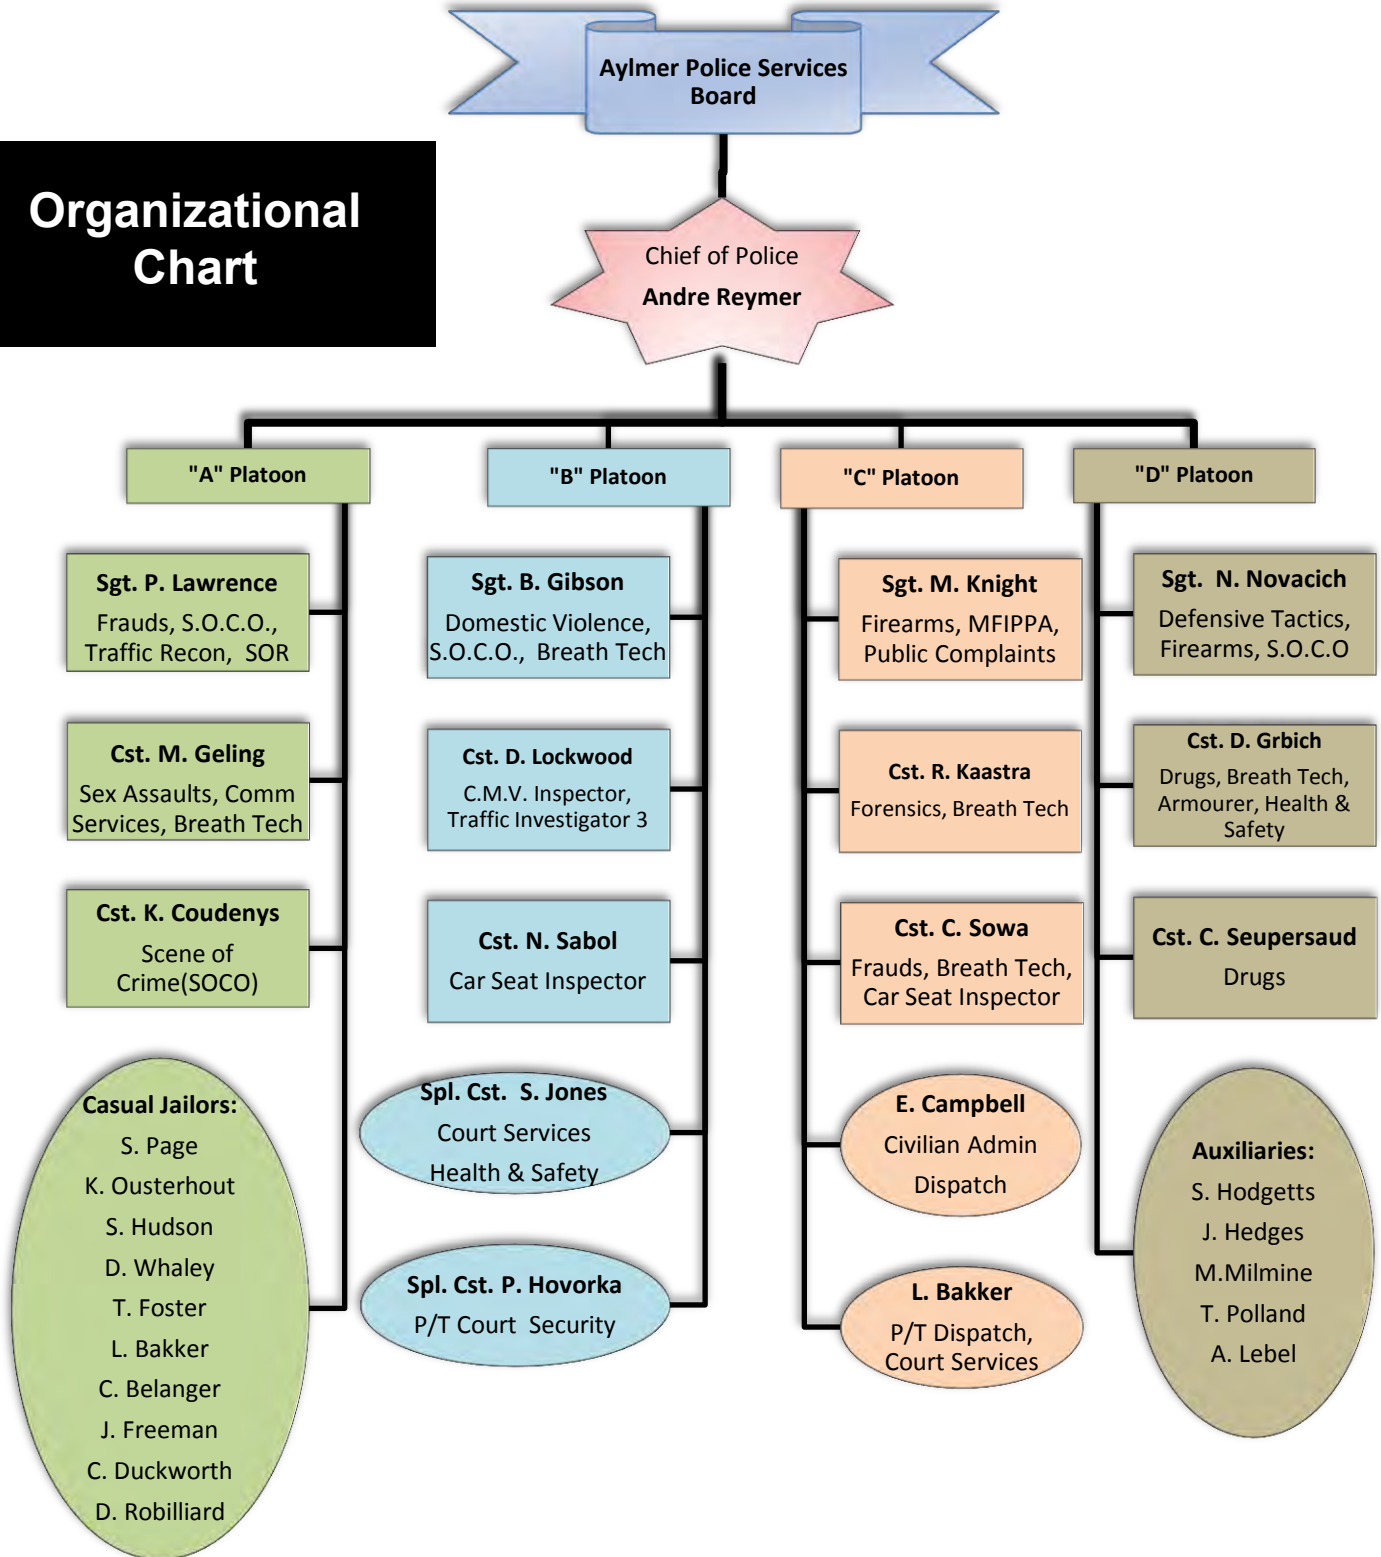 Aylmer Police Services
Board
Organizational
Chart
Chief of Police
Andre Reymer
"A" Platoon
Sgt. P. Lawrence
Frauds, S.O.C.O.,
Traffic Recon, SOR
Cst. M. Geling
Sex Assaults, Comm
Services, Breath Tech
Cst. K. Coudenys
Scene of
Crime(SOCO)
Casual Jailors:
S. Page
K. Ousterhout
S. Hudson
D. Whaley
T. Foster
L. Bakker
C. Belanger
J. Freeman
C. Duckworth
D. Robilliard
"B" Platoon
Sgt. B. Gibson
Domestic Violence,
S.O.C.O., Breath Tech
Cst. D. Lockwood
C.M.V. Inspector,
Traffic Investigator 3
Cst. N. Sabol
Car Seat Inspector
Spl. Cst. S. Jones
Court Services
Health & Safety
Spl. Cst. P. Hovorka
P/T Court Security
"C" Platoon
Sgt. M. Knight
Firearms, MFIPPA,
Public Complaints
Cst. R. Kaastra
Forensics, Breath Tech
Cst. C. Sowa
Frauds, Breath Tech,
Car Seat Inspector
E. Campbell
Civilian Admin
Dispatch
L. Bakker
P/T Dispatch,
Court Services
"D" Platoon
Sgt. N. Novacich
Defensive Tactics,
Firearms, S.O.C.O
Cst. D. Grbich
Drugs, Breath Tech,
Armourer, Health &
Safety
Cst. C. Seupersaud
Drugs
Auxiliaries:
S. Hodgetts
J. Hedges
M.Milmine
T. Polland
A. Lebel